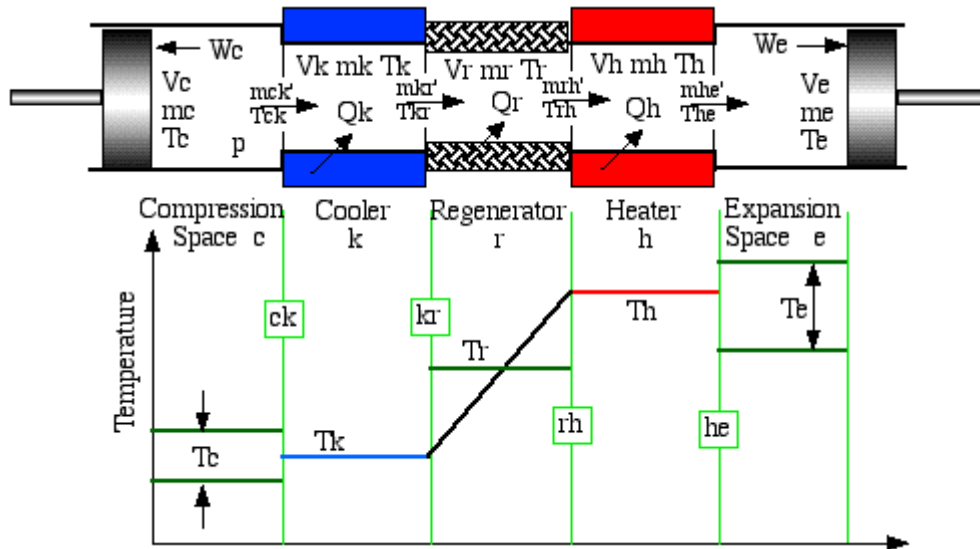 Wc
We
Vc
mc
Tc
p
mck'
Tck
Vk mk Tk
Qk
mkr'
Tkr
Vr mr Tr
Qr
mrh'
Trh
Vh mh Th
Qh
mhe'
The
Ve
me
Te
Compression
Space c
Cooler
k
Regenerator
r
Heater
h
Expansion
Space e
Temperature
ck
kr
rh
he
Tc
Tk
Tr
Th
Te